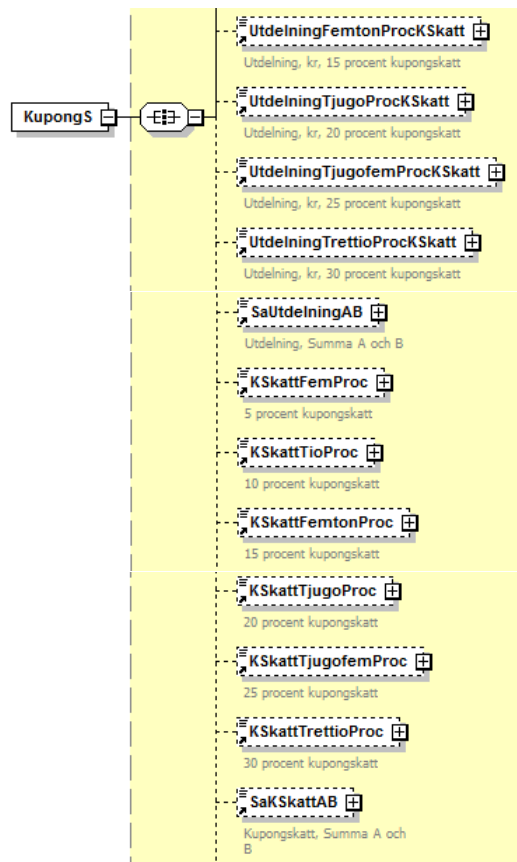 UtdelningFemtonProcKSkatt
Utdelning, kr, 15 procent kupongskatt
UtdelningTjugoProcKSkatt
KupongS
Utdelning, kr, 20 procent kupongskatt
UtdelningTjugofemProcKSkatt
Utdelning, kr, 25 procent kupongskatt
UtdelningTrettioProcKSkatt
Utdelning, kr, 30 procent kupongskatt
SaUtdelningAB
Utdelning, Summa A och B
KSkattFemProc
5 procent kupongskatt
KSkattTioProc
10 procent kupongskatt
KSkattFemtonProc
15 procent kupongskatt
KSkattTjugoProc
20 procent kupongskatt
KSkattTjugofemProc
25 procent kupongskatt
KSkattTrettioProc
30 procent kupongskatt
SaKSkattAB
Kupongskatt, Summa A och
B